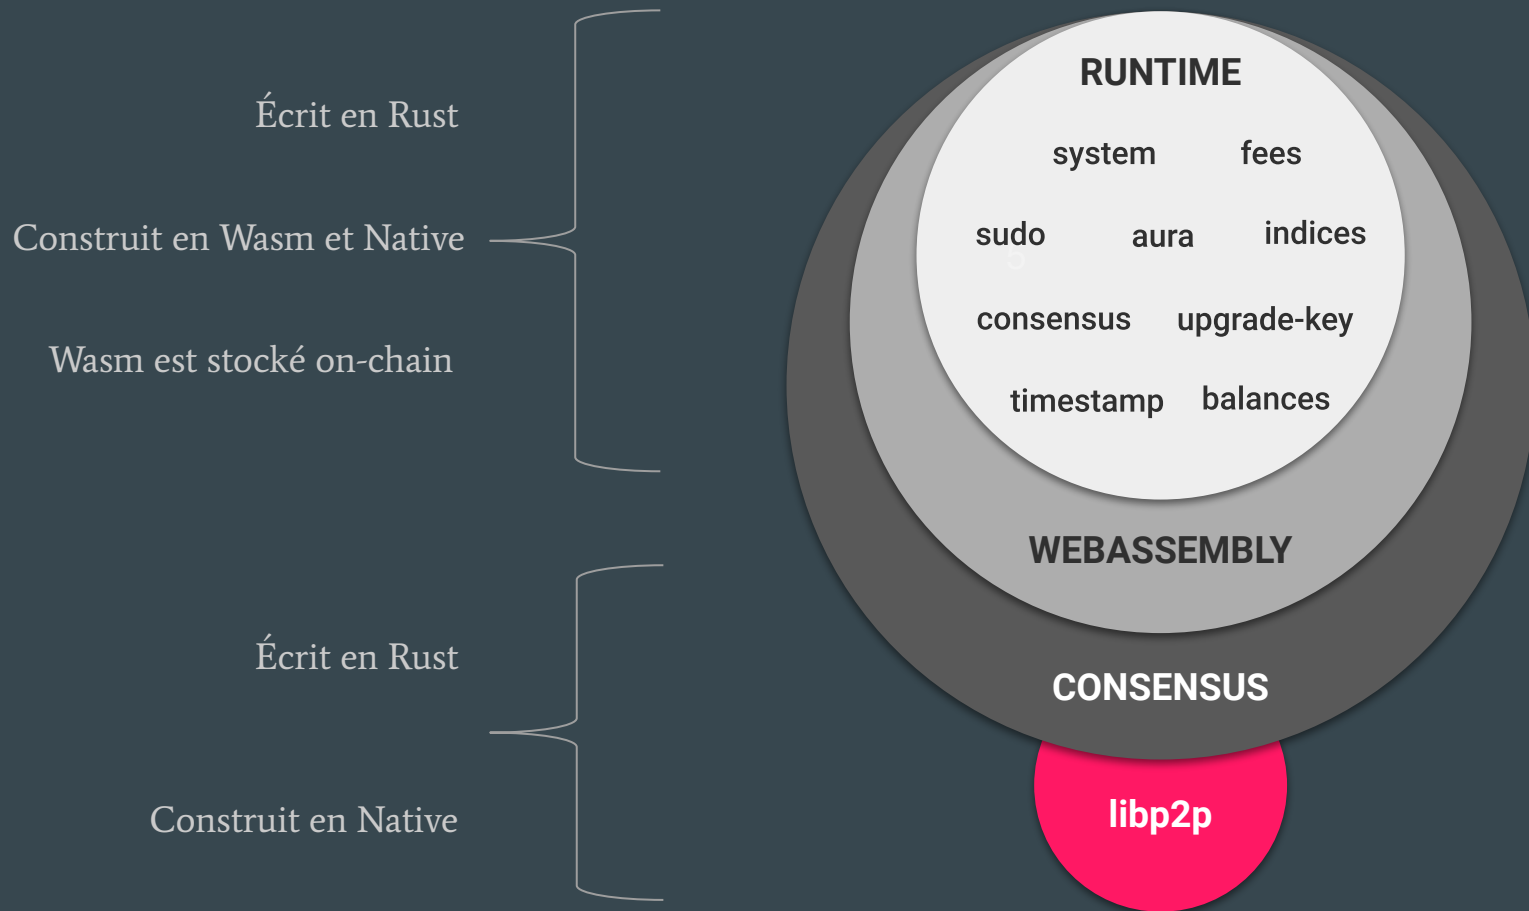 Écrit en Rust
Construit en Wasm et Native
Wasm est stocké on-chain
Écrit en Rust
Construit en Native
RUNTIME
system fees
sudo aura indices
consensus upgrade-key
timestamp balances
WEBASSEMBLY
CONSENSUS
libp2p